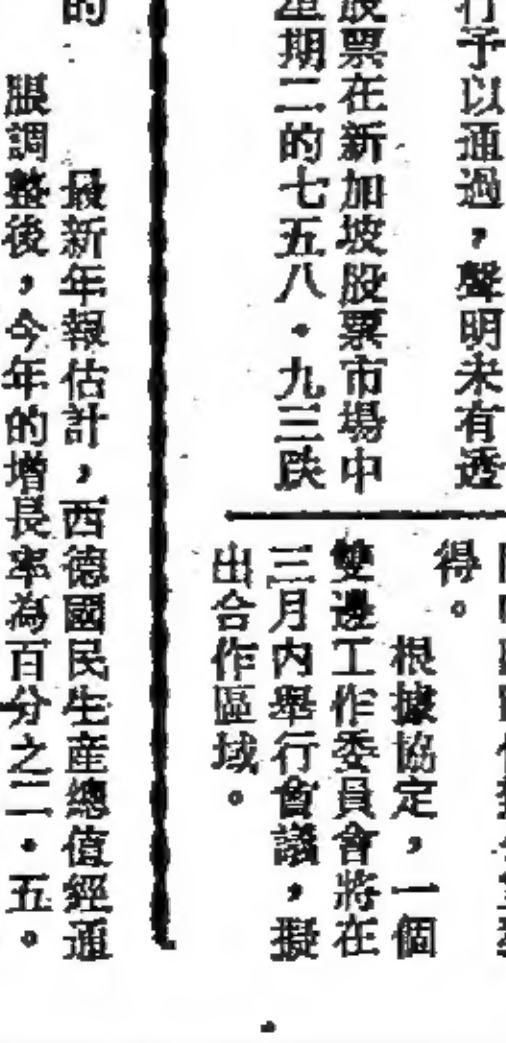 行予以通過，聲明未有透
股票在新加坡股票市場中
星期二的七五八・九三跌
得。
根據協定，一個
雙邊工作委員會將在
三月內舉行會議，擬
出合作區域。
的
最新年報估計，西德國民生產總值經通
脹調整後，今年的增長率為百分之二・五。